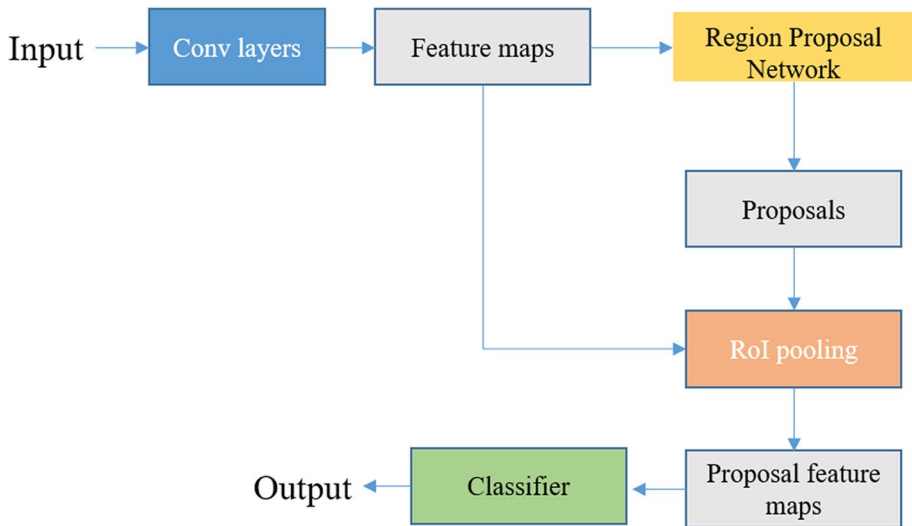 Input
Conv layers
Feature maps
Region Proposal
Network
Proposals
RoI pooling
Proposal feature
maps
Classifier
Output